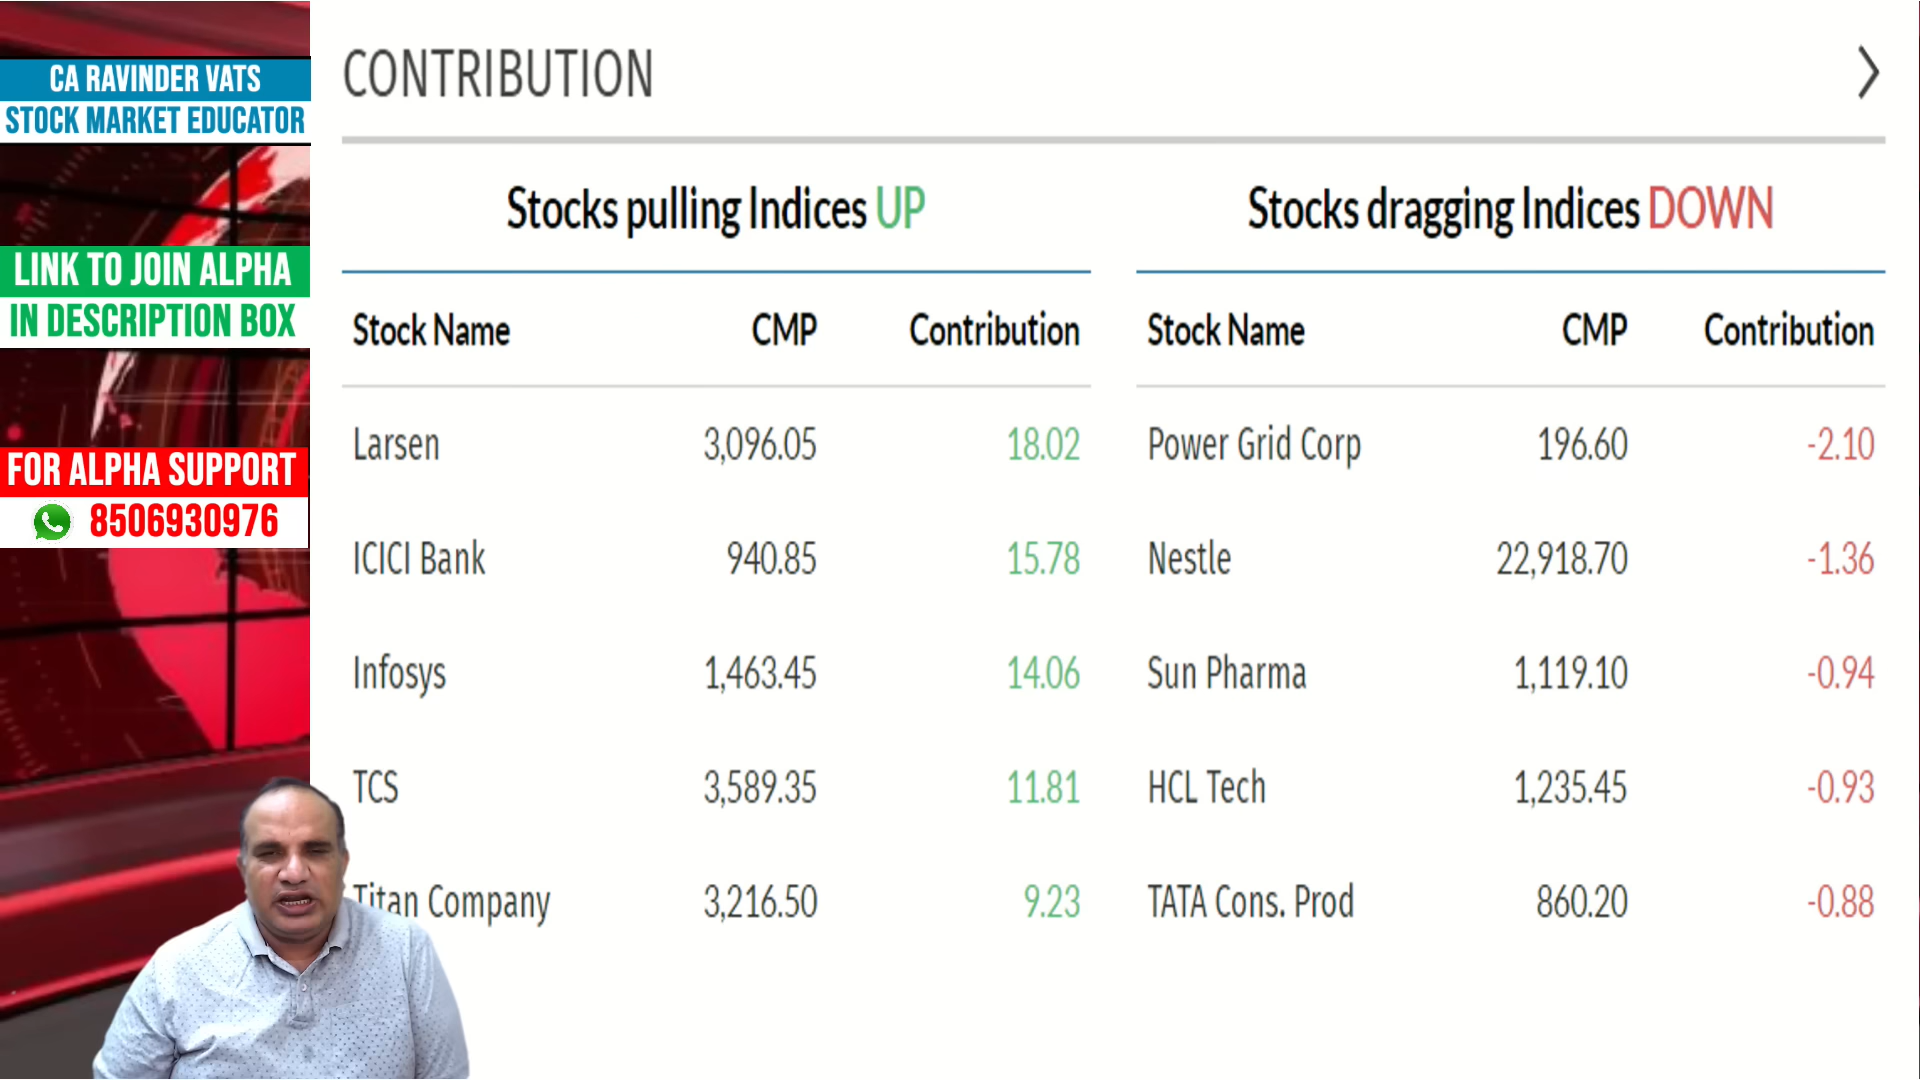 CA RAVINDER VATS
STOCK MARKET EDUCATOR
LINK TO JOIN ALPHA
IN DESCRIPTION BOX
FOR ALPHA SUPPORT
8506930976
CONTRIBUTION
Stocks pulling Indices UP
Stock Name CMP Contribution
Larsen 3,096.05 18.02
ICICI Bank 940.85 15.78
Infosys 1,463.45 14.06
TCS 3,589.35 11.81
Titan Company 3,216.50 9.23
Stocks dragging Indices DOWN
Stock Name CMP Contribution
Power Grid Corp 196.60 -2.10
Nestle 22,918.70 -1.36
Sun Pharma 1,119.10 -0.94
HCL Tech 1,235.45 -0.93
TATA Cons. Prod 860.20 -0.88